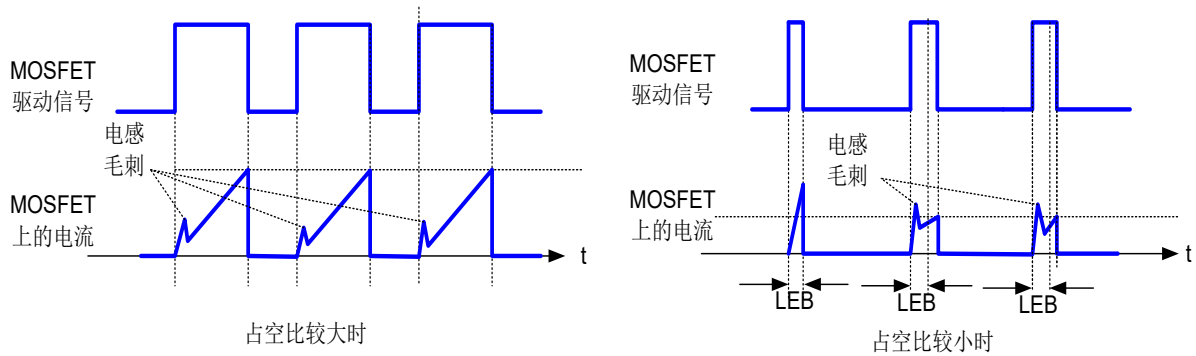 MOSFET
驱动信号
电感
毛刺
MOSFET
上的电流
t
占空比较大时
MOSFET
驱动信号
电感
毛刺
MOSFET
上的电流
t
LEB
LEB
LEB
占空比较小时